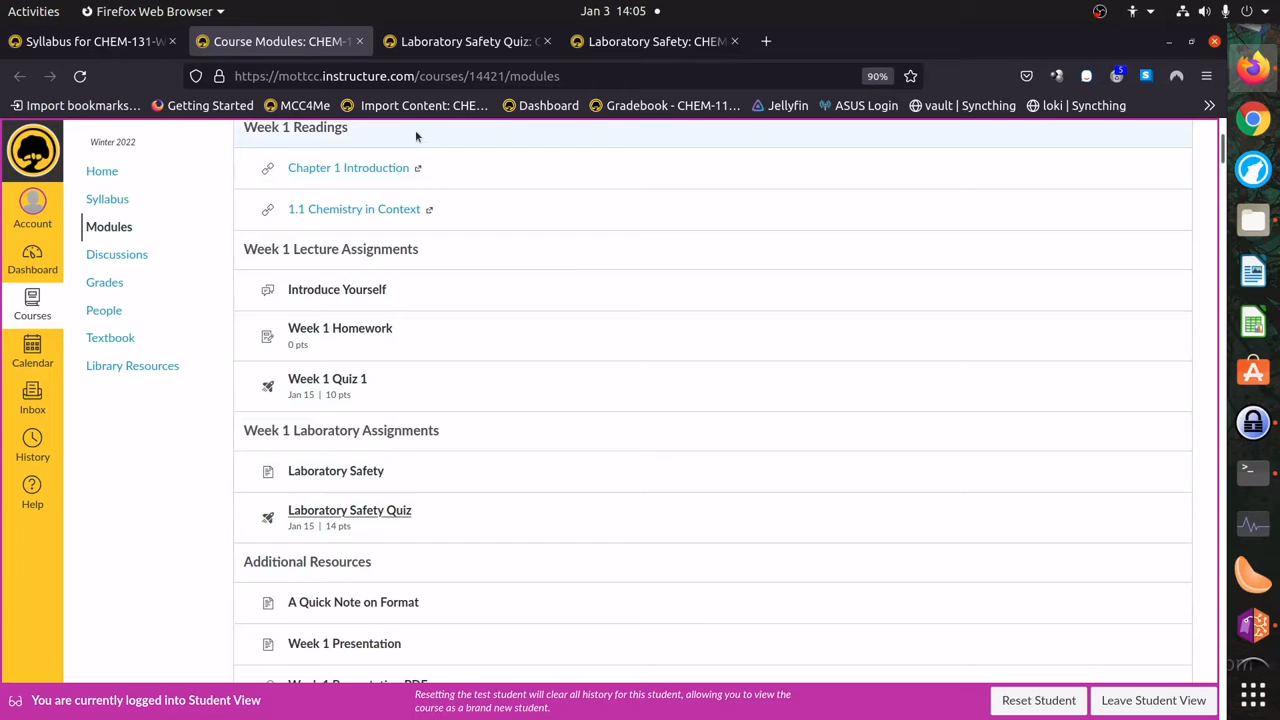 Activities
Firefox Web Browser
Jan 3 14:05
Syllabus for CHEM-131-W
Course Modules: CHEM-1
Laboratory Safety Quiz: C
Laboratory Safety: CHEM
https://mottcc.instructure.com/courses/14421/modules
90%
5
Import bookmarks...
Getting Started
MCC4Me
Import Content: CHE...
Dashboard
Gradebook - CHEM-11...
Jellyfin
ASUS Login
vault | Syncthing
loki | Syncthing
Account
Dashboard
Courses
Calendar
Inbox
History
Help
Winter 2022
Home
Syllabus
Modules
Discussions
Grades
People
Textbook
Library Resources
Week 1 Readings
Chapter 1 Introduction
1.1 Chemistry in Context
Week 1 Lecture Assignments
Introduce Yourself
Week 1 Homework
0 pts
Week 1 Quiz 1
Jan 15 | 10 pts
Week 1 Laboratory Assignments
Laboratory Safety
Laboratory Safety Quiz
Jan 15 | 14 pts
Additional Resources
A Quick Note on Format
Week 1 Presentation
You are currently logged into Student View
Resetting the test student will clear all history for this student, allowing you to view the
course as a brand new student.
Reset Student
Leave Student View